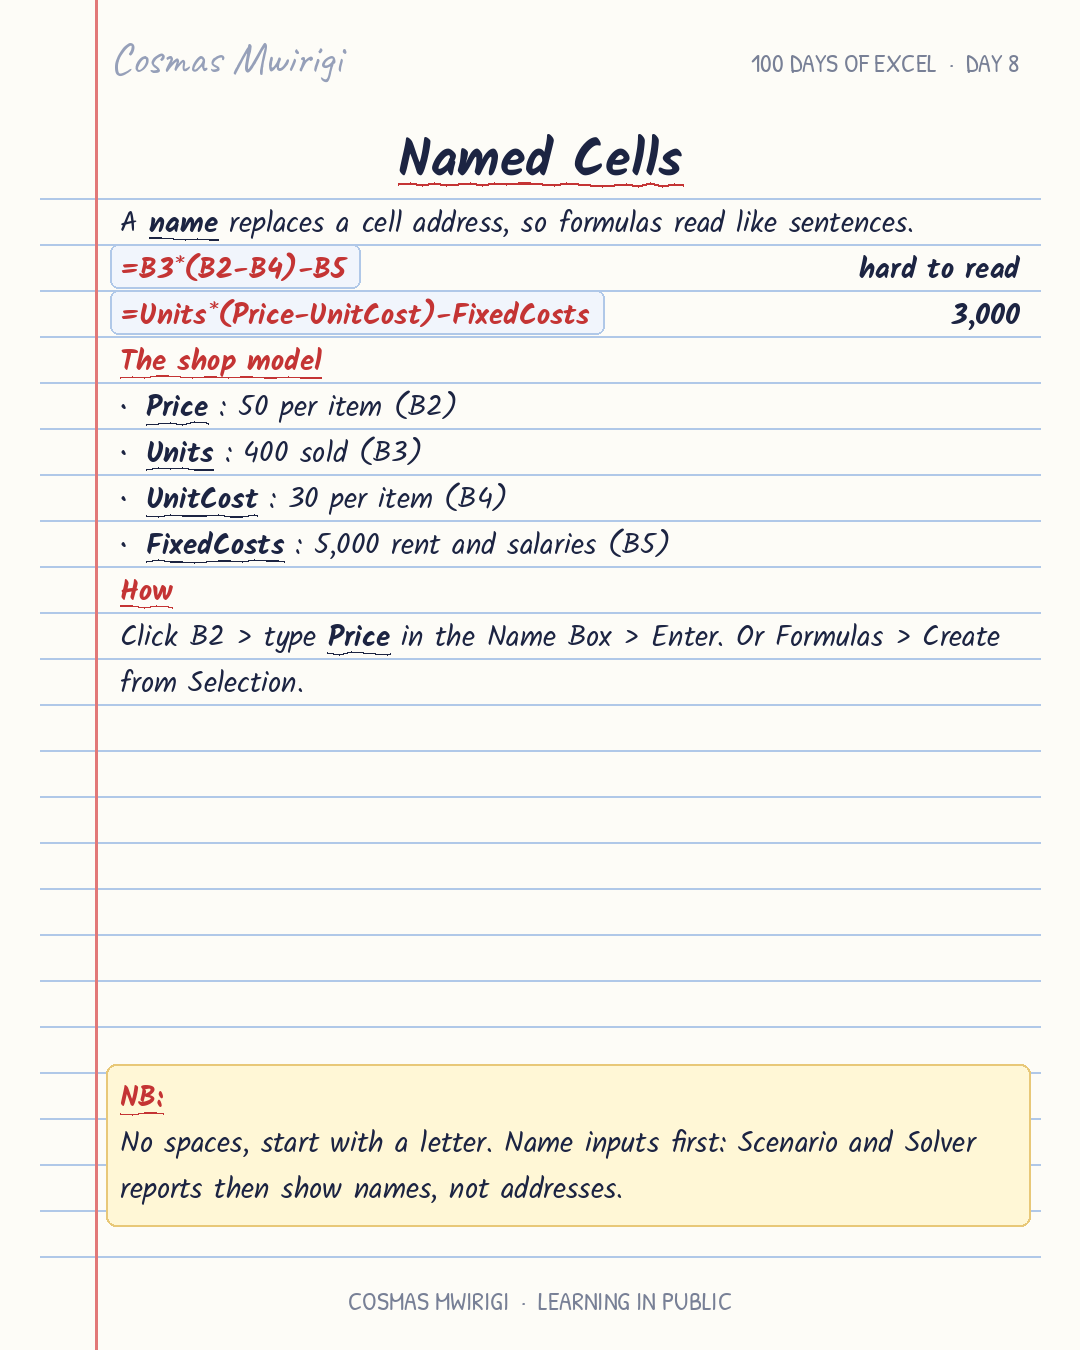 Cosmas Mwirigi
100 DAYS OF EXCEL · DAY 8
Named Cells
A name replaces a cell address, so formulas read like sentences.
=B3*(B2-B4)-B5 hard to read
=Units*(Price-UnitCost)-FixedCosts 3,000
The shop model
· Price : 50 per item (B2)
· Units : 400 sold (B3)
· UnitCost : 30 per item (B4)
· FixedCosts : 5,000 rent and salaries (B5)
How
Click B2 > type Price in the Name Box > Enter. Or Formulas > Create
from Selection.
NB:
No spaces, start with a letter. Name inputs first: Scenario and Solver
reports then show names, not addresses.
COSMAS MWIRIGI · LEARNING IN PUBLIC